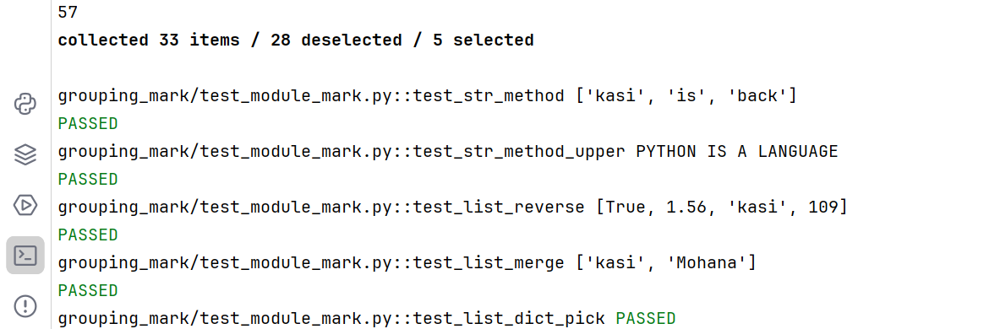 57
collected 33 items / 28 deselected / 5 selected
grouping_mark/test_module_mark.py::test_str_method ['kasi', 'is', 'back']
PASSED
grouping_mark/test_module_mark.py::test_str_method_upper PYTHON IS A LANGUAGE
PASSED
grouping_mark/test_module_mark.py::test_list_reverse [True, 1.56, 'kasi', 109]
PASSED
grouping_mark/test_module_mark.py::test_list_merge ['kasi', 'Mohana']
PASSED
grouping_mark/test_module_mark.py::test_list_dict_pick PASSED